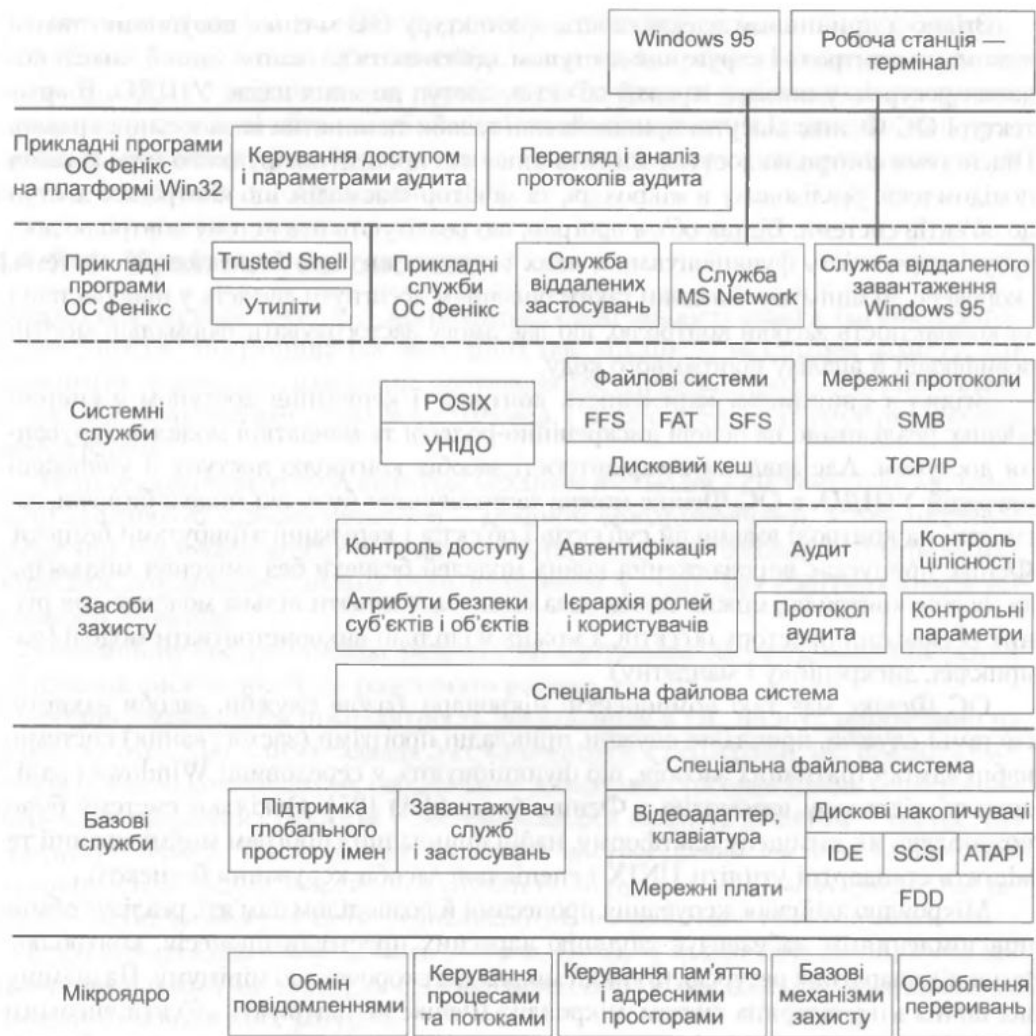 Windows 95
Робоча станція —
термінал
Прикладні програми
ОС Фенікс
на платформі Win32
Керування доступом
і параметрами аудита
Перегляд і аналіз
протоколів аудита
Прикладні
програми
ОС Фенікс
Trusted Shell
Утиліти
Прикладні
служби
ОС Фенікс
Служба
віддалених
застосувань
Служба
MS Network
Служба віддаленого
завантаження
Windows 95
Системні
служби
POSIX
УНІДО
Файлові системи
EFS FAT SFS
Дисковий кеш
Мережні протоколи
SMB
TCP/IP
Засоби
захисту
Контроль доступу
Атрибути безпеки
суб'єктів і об'єктів
Автентифікація
Ієрархія ролей
і користувачів
Аудит
Протокол
аудита
Контроль
цілісності
Контрольні
параметри
Спеціальна файлова система
Базові
служби
Підтримка
глобального
простору імен
Завантажувач
служб
і застосувань
Спеціальна файлова система
Відеоадаптер,
клавіатура
Мережні плати
Дискові накопичувачі
IDE SCSI ATAPI
FDD
Мікроядро
Обмін
повідомленнями
Керування
процесами
та потоками
Керування пам'яттю
і адресними
просторами
Базові
механізми
захисту
Оброблення
переривань